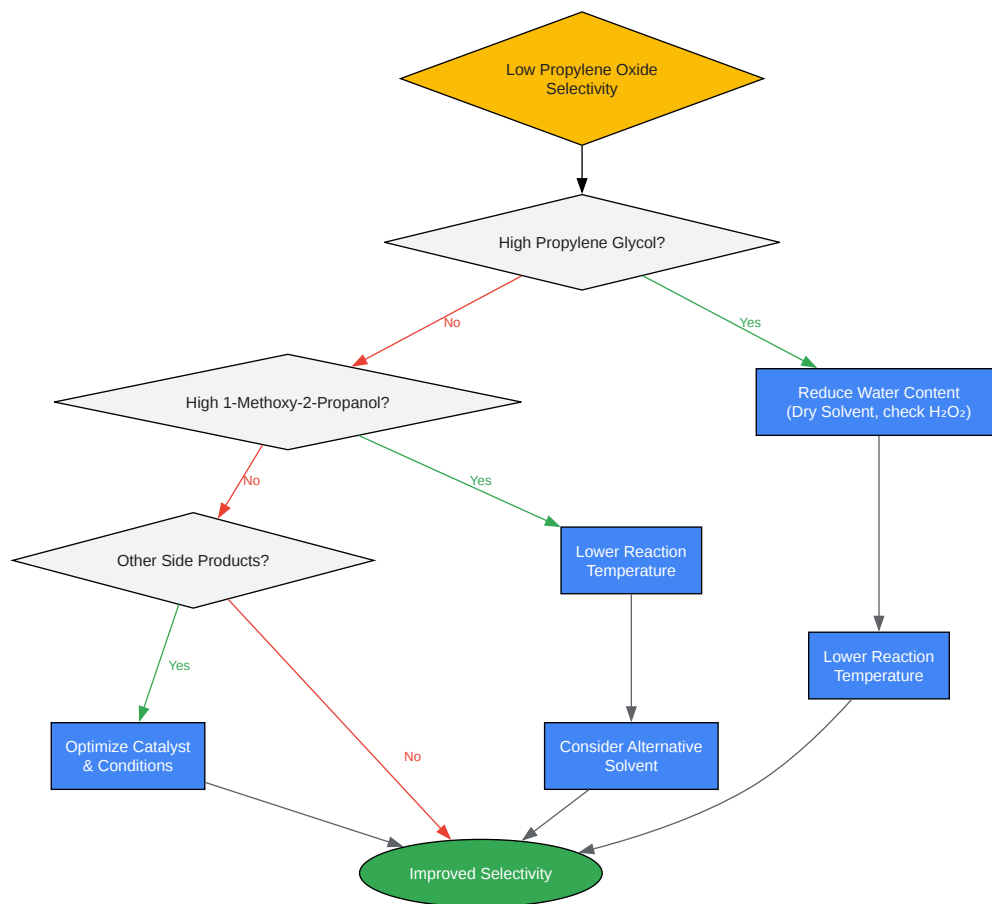 Low Propylene Oxide
Selectivity
High Propylene Glycol?
No
Yes
High 1-Methoxy-2-Propanol?
Reduce Water Content
(Dry Solvent, check H₂O₂)
No
Yes
Other Side Products?
Lower Reaction
Temperature
Lower Reaction
Temperature
Yes
No
Optimize Catalyst
& Conditions
Consider Alternative
Solvent
Improved Selectivity